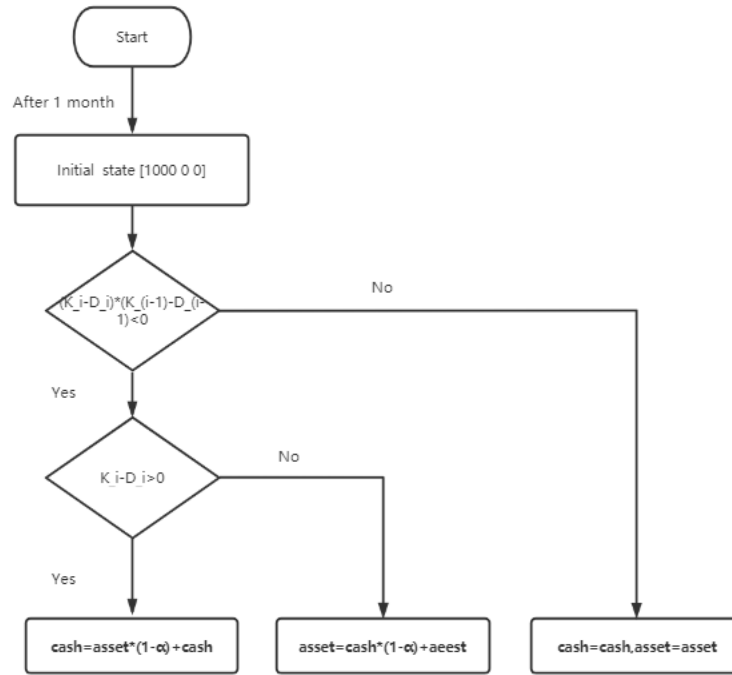 Start
After 1 month
Initial state [1000 0 0]
(K_i-D_i)*(K_(i-1)-D_(i-
1)<0
No
Yes
K_i-D_i>0
No
Yes
cash=asset*(1-α)+cash
asset=cash*(1-α)+aeest
cash=cash,asset=asset